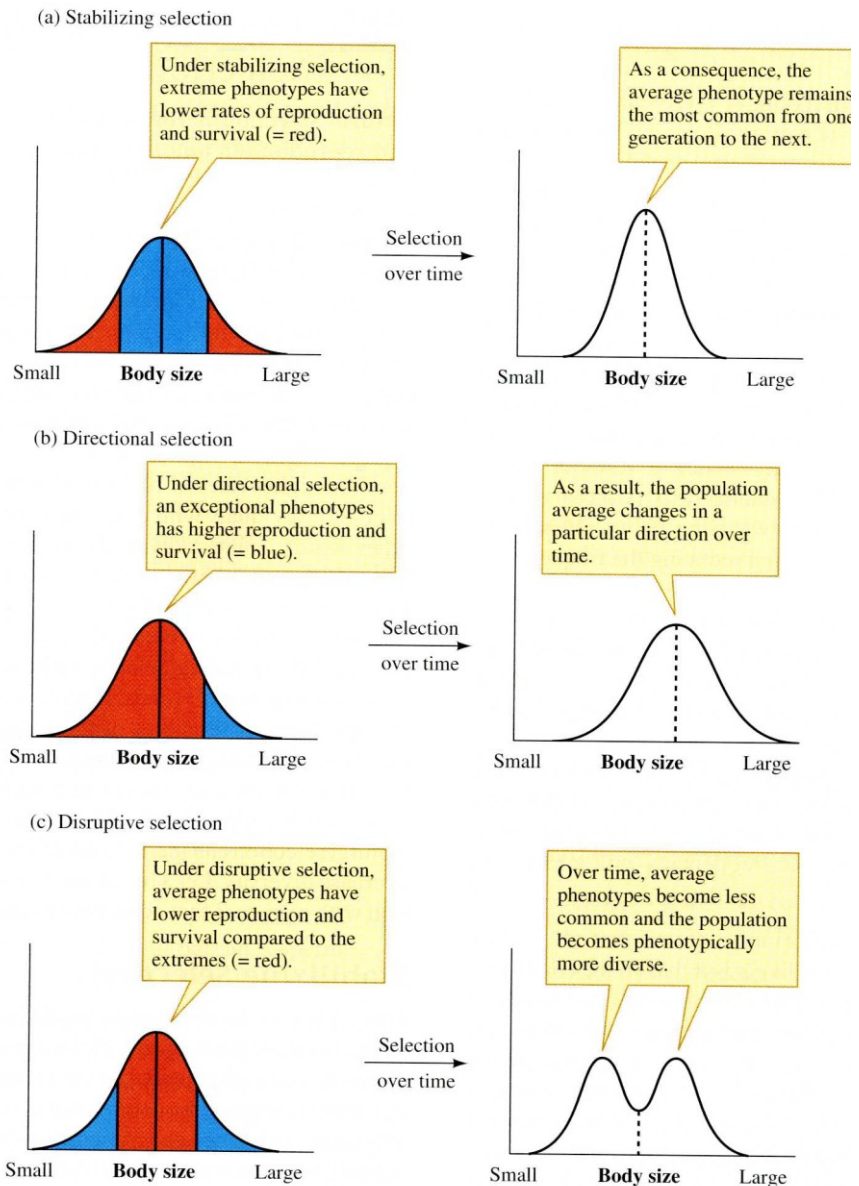 (a) Stabilizing selection
Under stabilizing selection,
extreme phenotypes have
lower rates of reproduction
and survival (= red).
As a consequence, the
average phenotype remains
the most common from one
generation to the next.
Selection
over time
Small
Body size
Large
Small
Body size
Large
(b) Directional selection
Under directional selection,
an exceptional phenotypes
has higher reproduction and
survival (= blue).
As a result, the population
average changes in a
particular direction over
time.
Selection
over time
Small
Body size
Large
Small
Body size
Large
(c) Disruptive selection
Under disruptive selection,
average phenotypes have
lower reproduction and
survival compared to the
extremes (= red).
Over time, average
phenotypes become less
common and the population
becomes phenotypically
more diverse.
Selection
over time
Small
Body size
Large
Small
Body size
Large